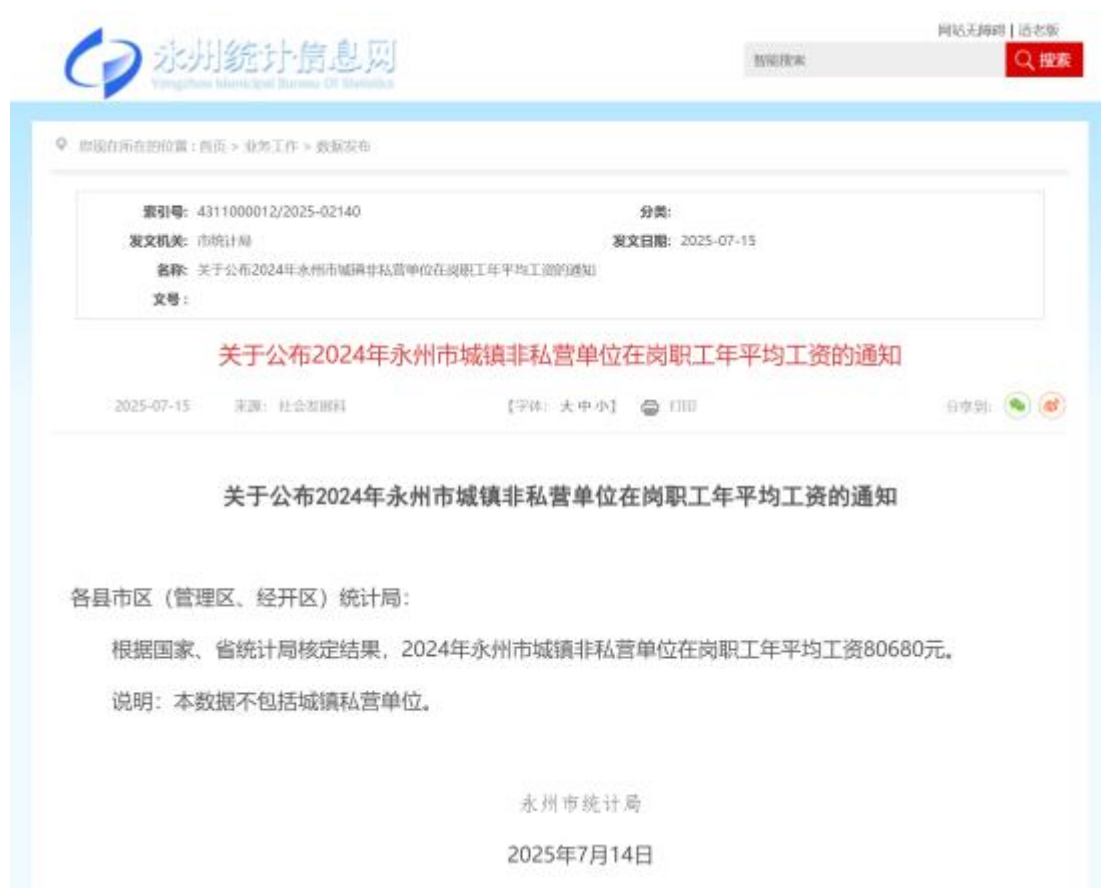 网站无障碍 | 适老版
永州统计信息网
Yongzhou Municipal Bureau Of Statistics
智能搜索
搜索
您现在所在的位置：首页 > 业务工作 > 数据发布
索引号: 4311000012/2025-02140 分类:
发文机关: 市统计局 发文日期: 2025-07-15
名称: 关于公布2024年永州市城镇非私营单位在岗职工年平均工资的通知
文号：
关于公布2024年永州市城镇非私营单位在岗职工年平均工资的通知
2025-07-15 来源：社会发展科 【字体：大 中 小】 打印 分享到:
关于公布2024年永州市城镇非私营单位在岗职工年平均工资的通知
各县市区（管理区、经开区）统计局：
根据国家、省统计局核定结果，2024年永州市城镇非私营单位在岗职工年平均工资80680元。
说明：本数据不包括城镇私营单位。
永州市统计局
2025年7月14日